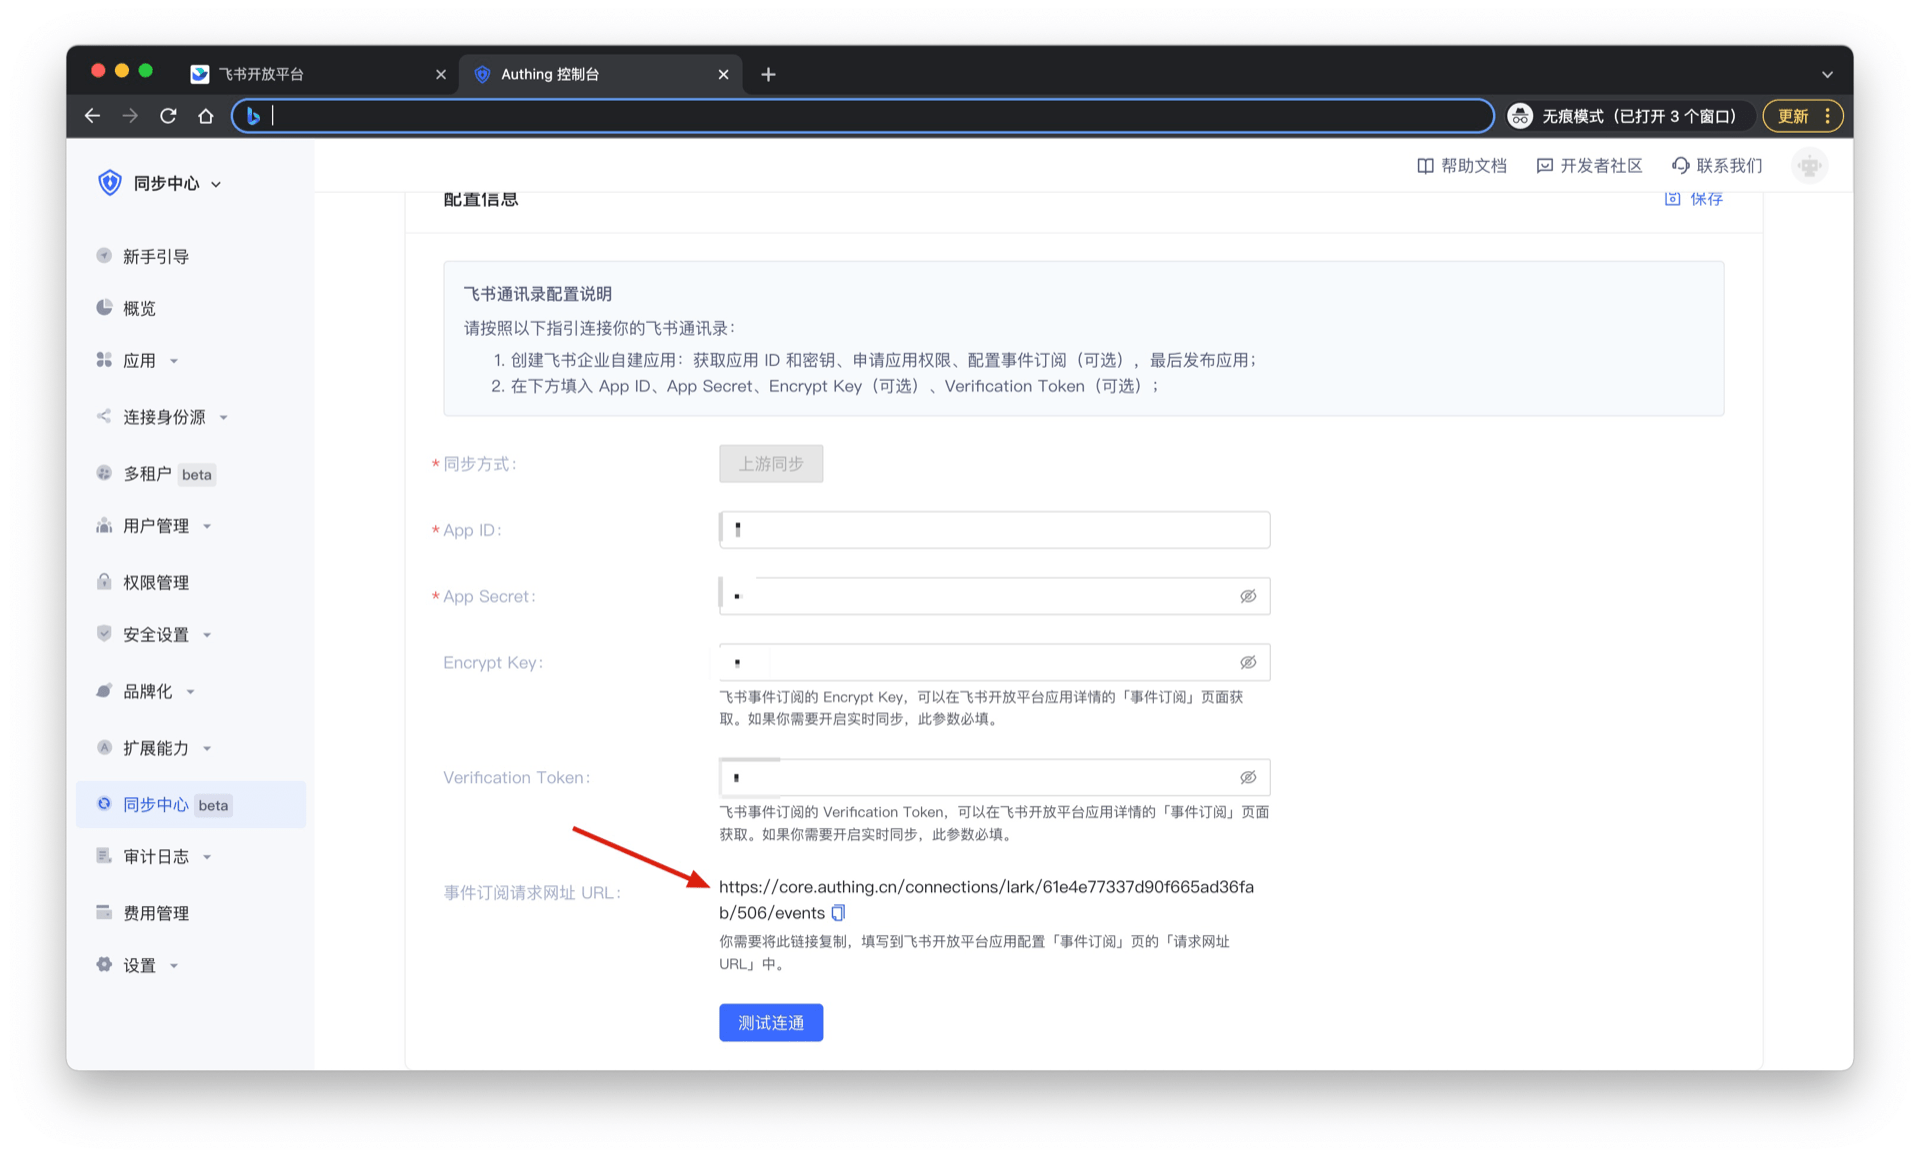 飞书开放平台
Authing 控制台
无痕模式（已打开 3 个窗口）
更新
同步中心
帮助文档
开发者社区
联系我们
新手引导
概览
应用
连接身份源
多租户 beta
用户管理
权限管理
安全设置
品牌化
扩展能力
同步中心 beta
审计日志
费用管理
设置
配置信息
保存
飞书通讯录配置说明
请按照以下指引连接你的飞书通讯录：
1. 创建飞书企业自建应用：获取应用 ID 和密钥、申请应用权限、配置事件订阅（可选），最后发布应用；
2. 在下方填入 App ID、App Secret、Encrypt Key（可选）、Verification Token（可选）；
* 同步方式：
上游同步
* App ID：
* App Secret：
Encrypt Key：
飞书事件订阅的 Encrypt Key，可以在飞书开放平台应用详情的「事件订阅」页面获
取。如果你需要开启实时同步，此参数必填。
Verification Token：
飞书事件订阅的 Verification Token，可以在飞书开放平台应用详情的「事件订阅」页面
获取。如果你需要开启实时同步，此参数必填。
事件订阅请求网址 URL：
https://core.authing.cn/connections/lark/61e4e77337d90f665ad36fa
b/506/events
你需要将此链接复制，填写到飞书开放平台应用配置「事件订阅」页的「请求网址
URL」中。
测试连通